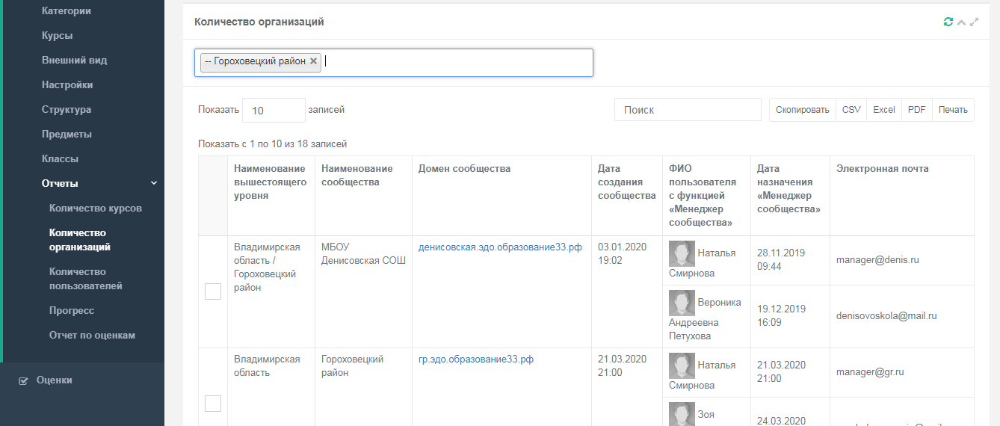 Категории
Курсы
Внешний вид
Настройки
Структура
Предметы
Классы
Отчеты
Количество курсов
Количество
организаций
Количество
пользователей
Прогресс
Отчет по оценкам
Оценки
Количество организаций
-- Гороховецкий район ×
Показать 10 записей
Поиск
Скопировать CSV Excel PDF Печать
Показать с 1 по 10 из 18 записей
Наименование
вышестоящего
уровня
Наименование
сообщества
Домен сообщества
Дата
создания
сообщества
ФИО
пользователя
с функцией
«Менеджер
сообщества»
Дата
назначения
«Менеджер
сообщества»
Электронная почта
Владимирская
область /
Гороховецкий
район
МБОУ
Денисовская СОШ
денисовская.эдо.образование33.рф
03.01.2020
19:02
Наталья
Смирнова
28.11.2019
09:44
manager@denis.ru
Вероника
Андреевна
Петухова
19.12.2019
16:09
denisovoskola@mail.ru
Владимирская
область
Гороховецкий
район
гр.эдо.образование33.рф
21.03.2020
21:00
Наталья
Смирнова
21.03.2020
21:00
manager@gr.ru
Зоя
24.03.2020